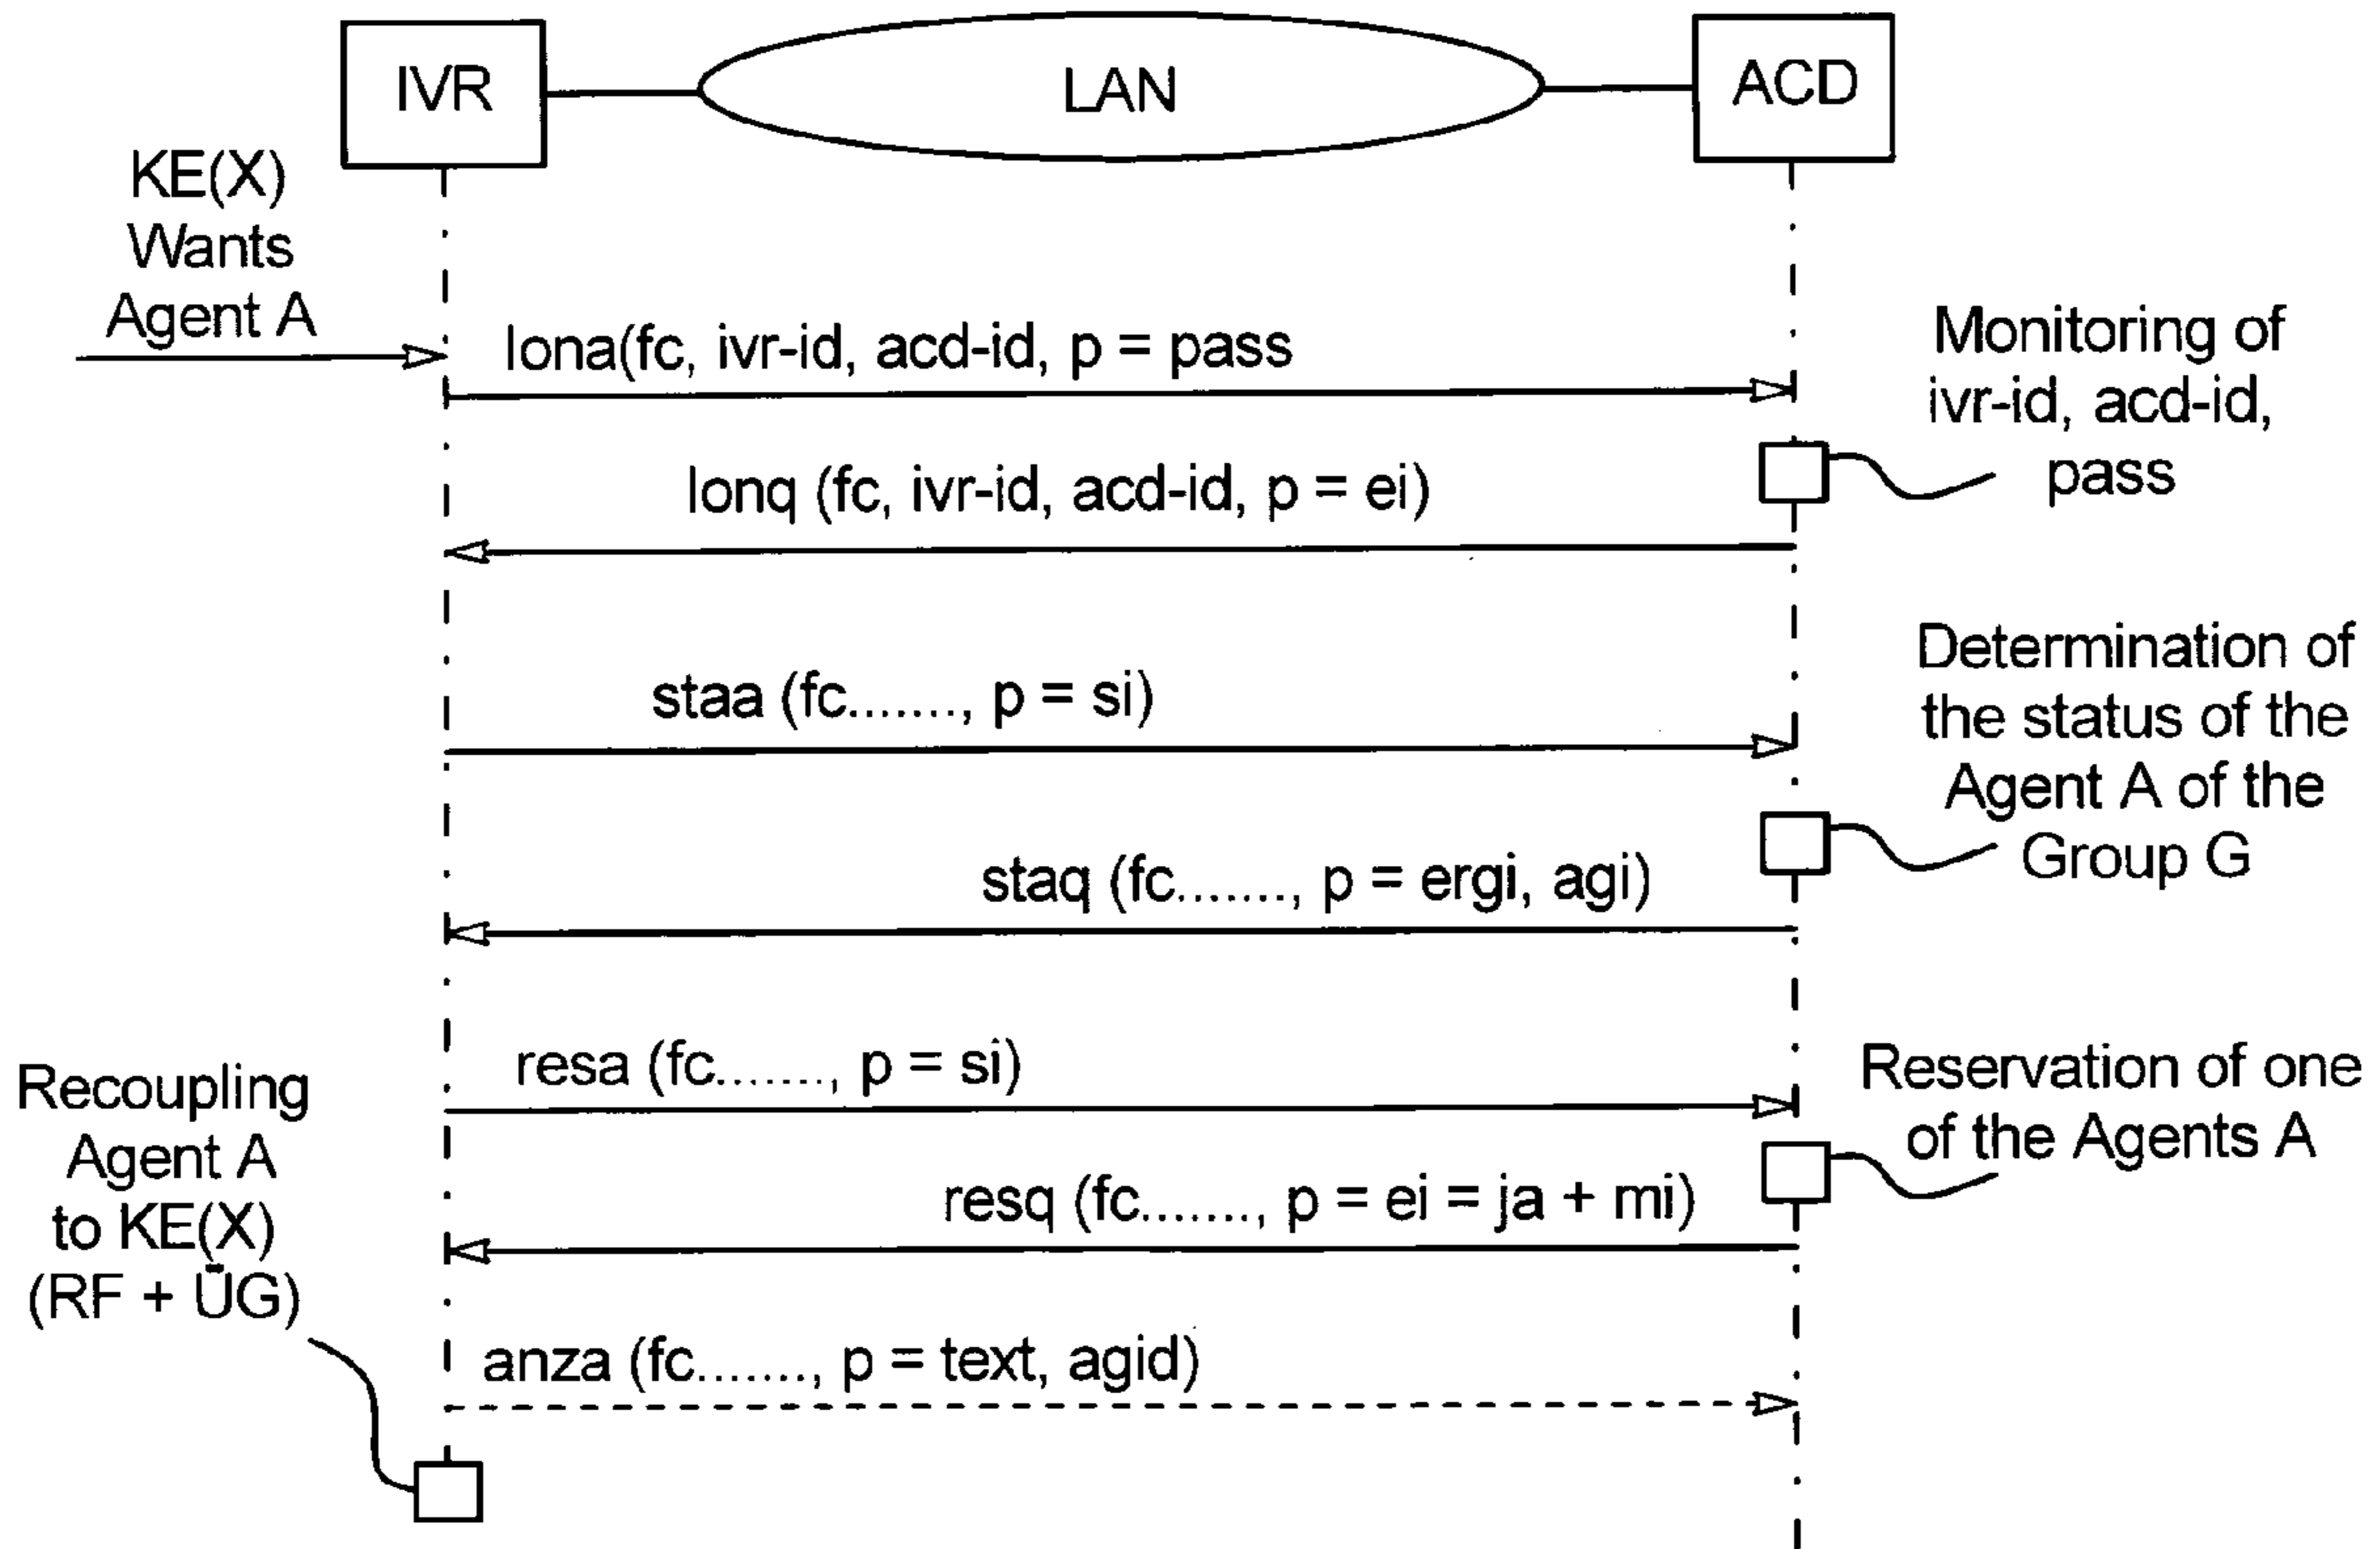 IVR
LAN
ACD
KE(X)
Wants
Agent A
lona(fc, ivr-id, acd-id, p = pass
Monitoring of
ivr-id, acd-id,
pass
lonq (fc, ivr-id, acd-id, p = ei)
staa (fc......., p = si)
Determination of
the status of the
Agent A of the
Group G
staq (fc......., p = ergi, agi)
resa (fc......., p = si)
Reservation of one
of the Agents A
resq (fc......., p = ei = ja + mi)
Recoupling
Agent A
to KE(X)
(RF + ÜG)
anza (fc......., p = text, agid)